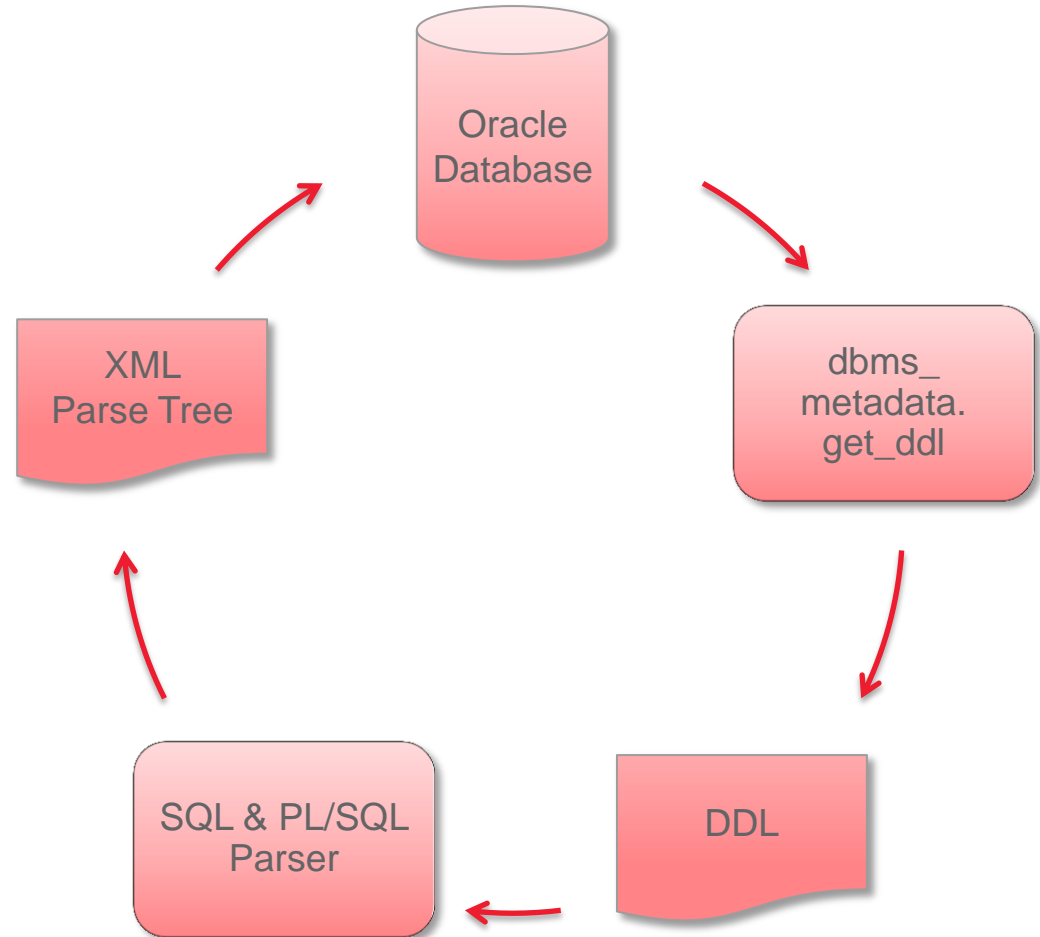 Oracle
Database
dbms_
metadata.
get_ddl
DDL
SQL & PL/SQL
Parser
XML
Parse Tree